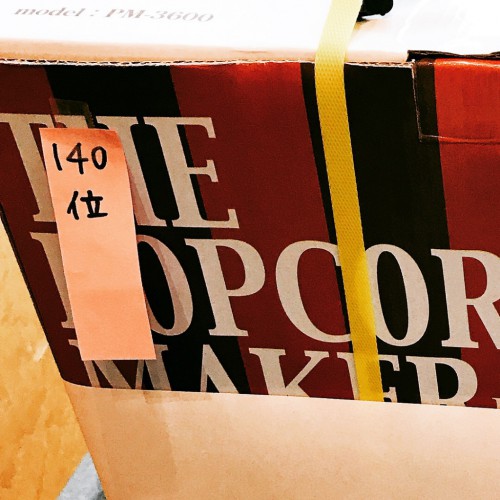 model : PM-3600
THE
140
位
POPCOR
MAKER